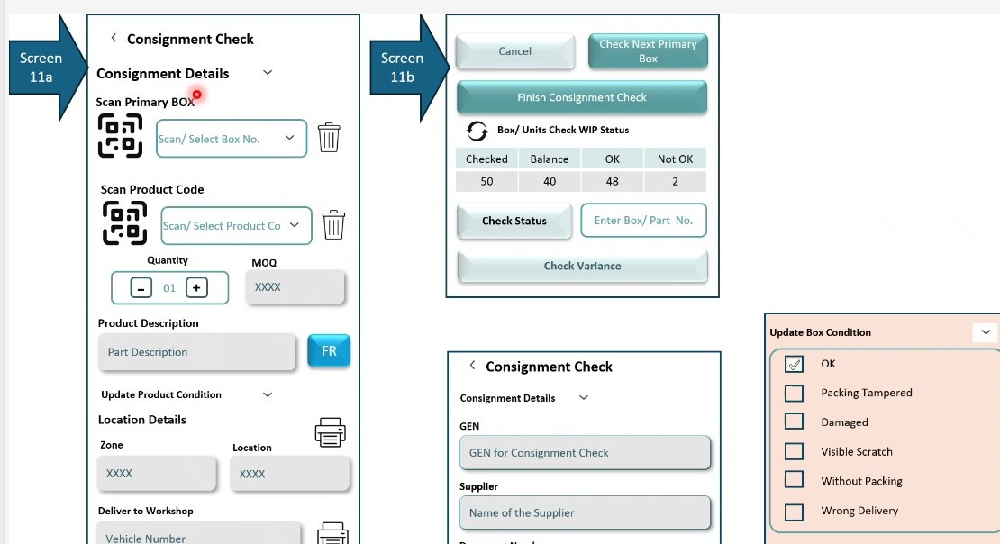 Screen
11a
Consignment Check
Consignment Details
Scan Primary BOX
Scan/ Select Box No.
Scan Product Code
Scan/ Select Product Co
Quantity
MOQ
-
01
+
XXXX
Product Description
Part Description
FR
Update Product Condition
Location Details
Zone
Location
XXXX
XXXX
Deliver to Workshop
Vehicle Number
Screen
11b
Cancel
Check Next Primary
Box
Finish Consignment Check
Box/ Units Check WIP Status
Checked Balance OK Not OK
50 40 48 2
Check Status
Enter Box/ Part No.
Check Variance
Consignment Check
Consignment Details
GEN
GEN for Consignment Check
Supplier
Name of the Supplier
Update Box Condition
OK
Packing Tampered
Damaged
Visible Scratch
Without Packing
Wrong Delivery